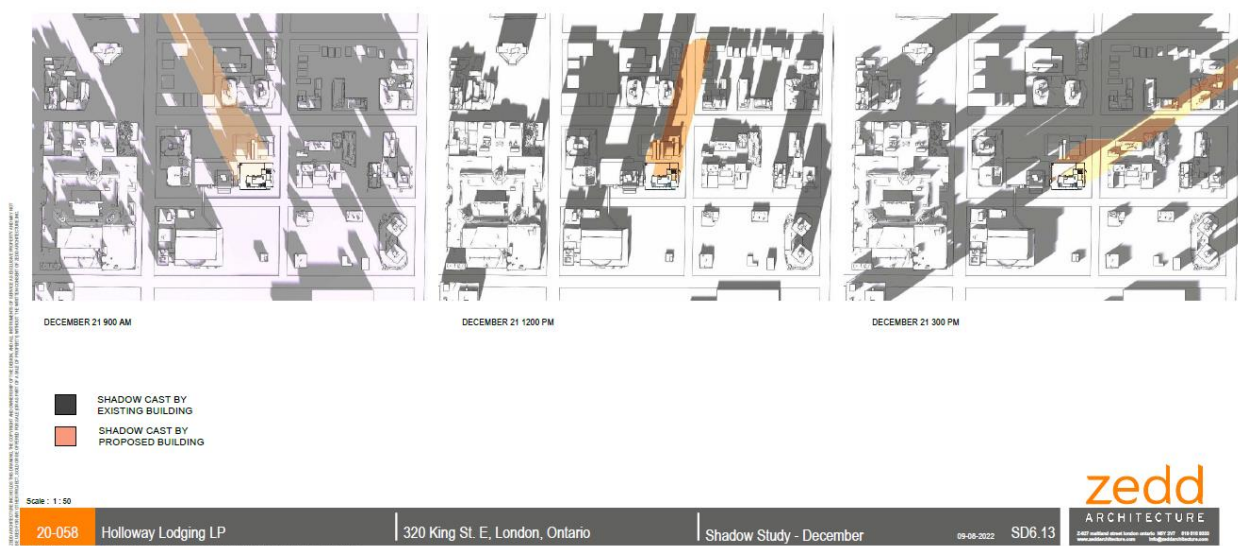 DECEMBER 21 900 AM
DECEMBER 21 1200 PM
DECEMBER 21 300 PM
SHADOW CAST BY
EXISTING BUILDING
SHADOW CAST BY
PROPOSED BUILDING
Scale : 1 : 50
zedd
ARCHITECTURE
20-058
Holloway Lodging LP
320 King St. E, London, Ontario
Shadow Study - December
09-08-2022
SD6.13